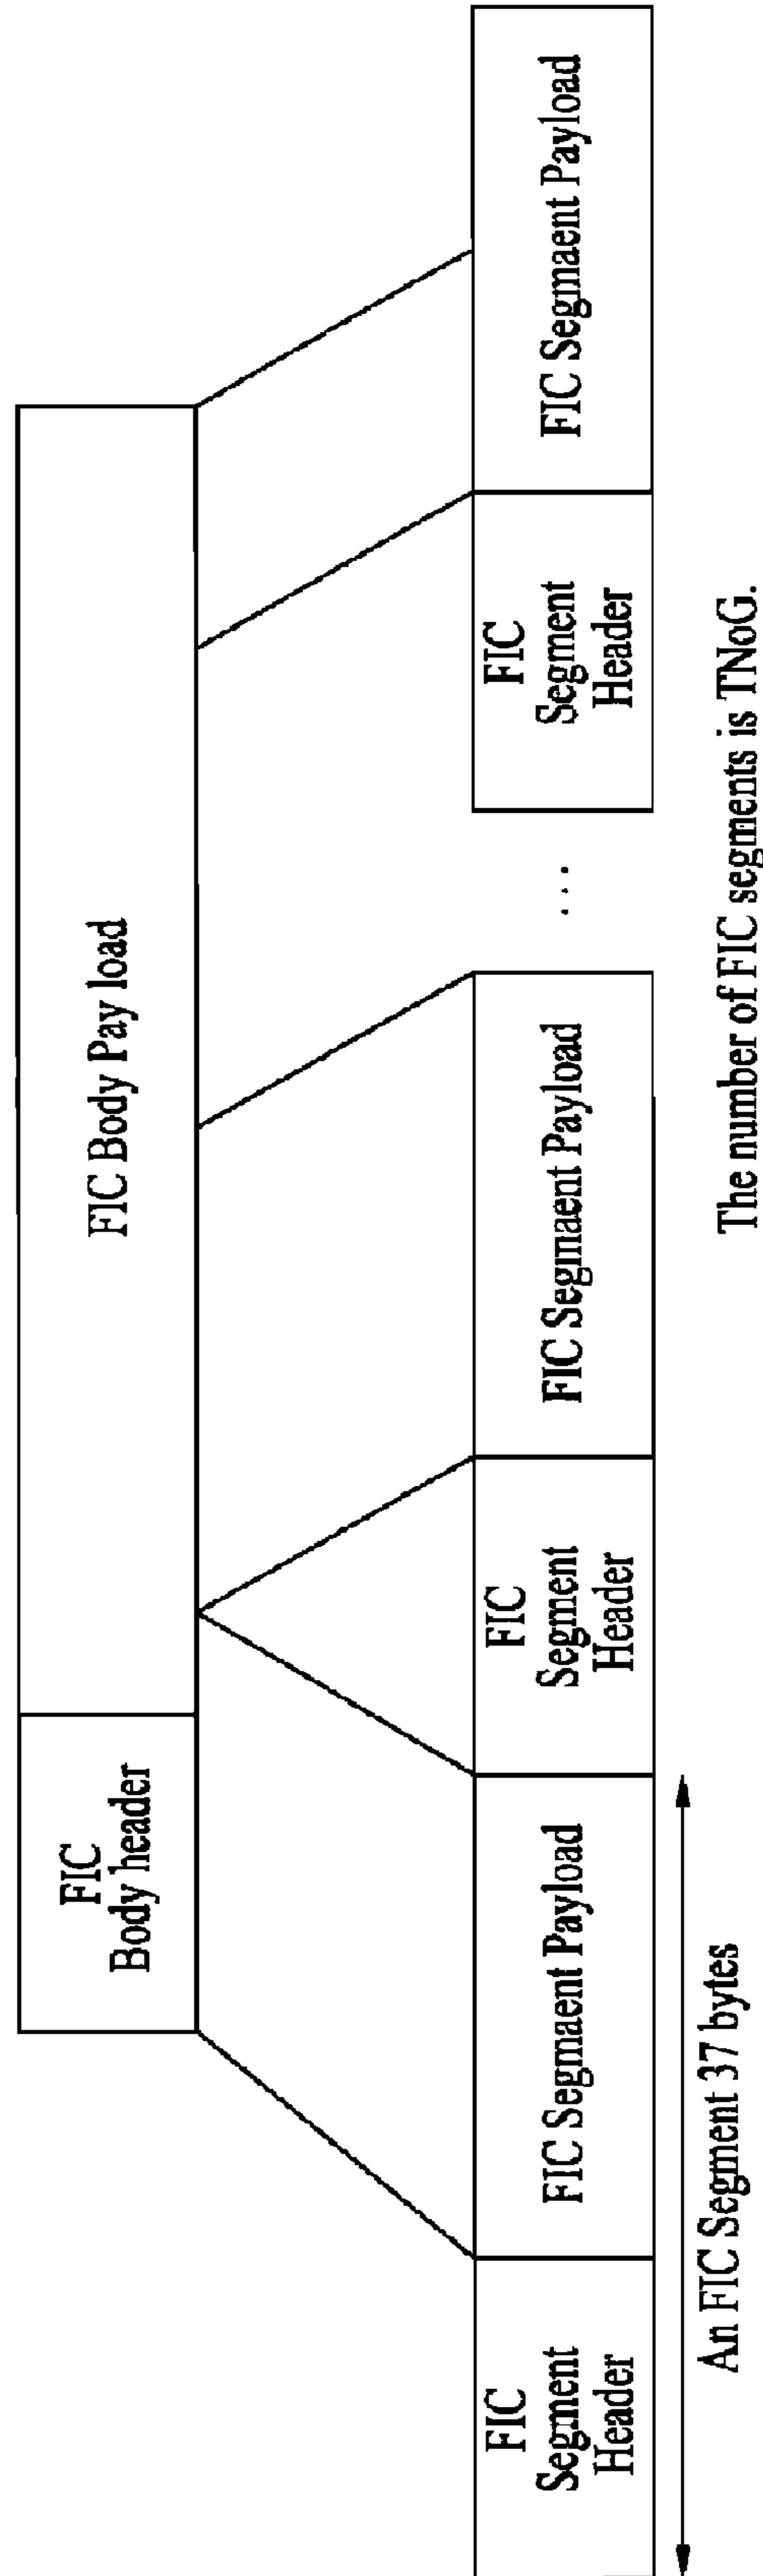 FIC
Body header
FIC Body Pay load
FIC
Segment
Header
FIC Segmaent Payload
FIC
Segment
Header
FIC Segmaent Payload
...
FIC
Segment
Header
FIC Segmaent Payload
An FIC Segment 37 bytes
The number of FIC segments is TNoG.